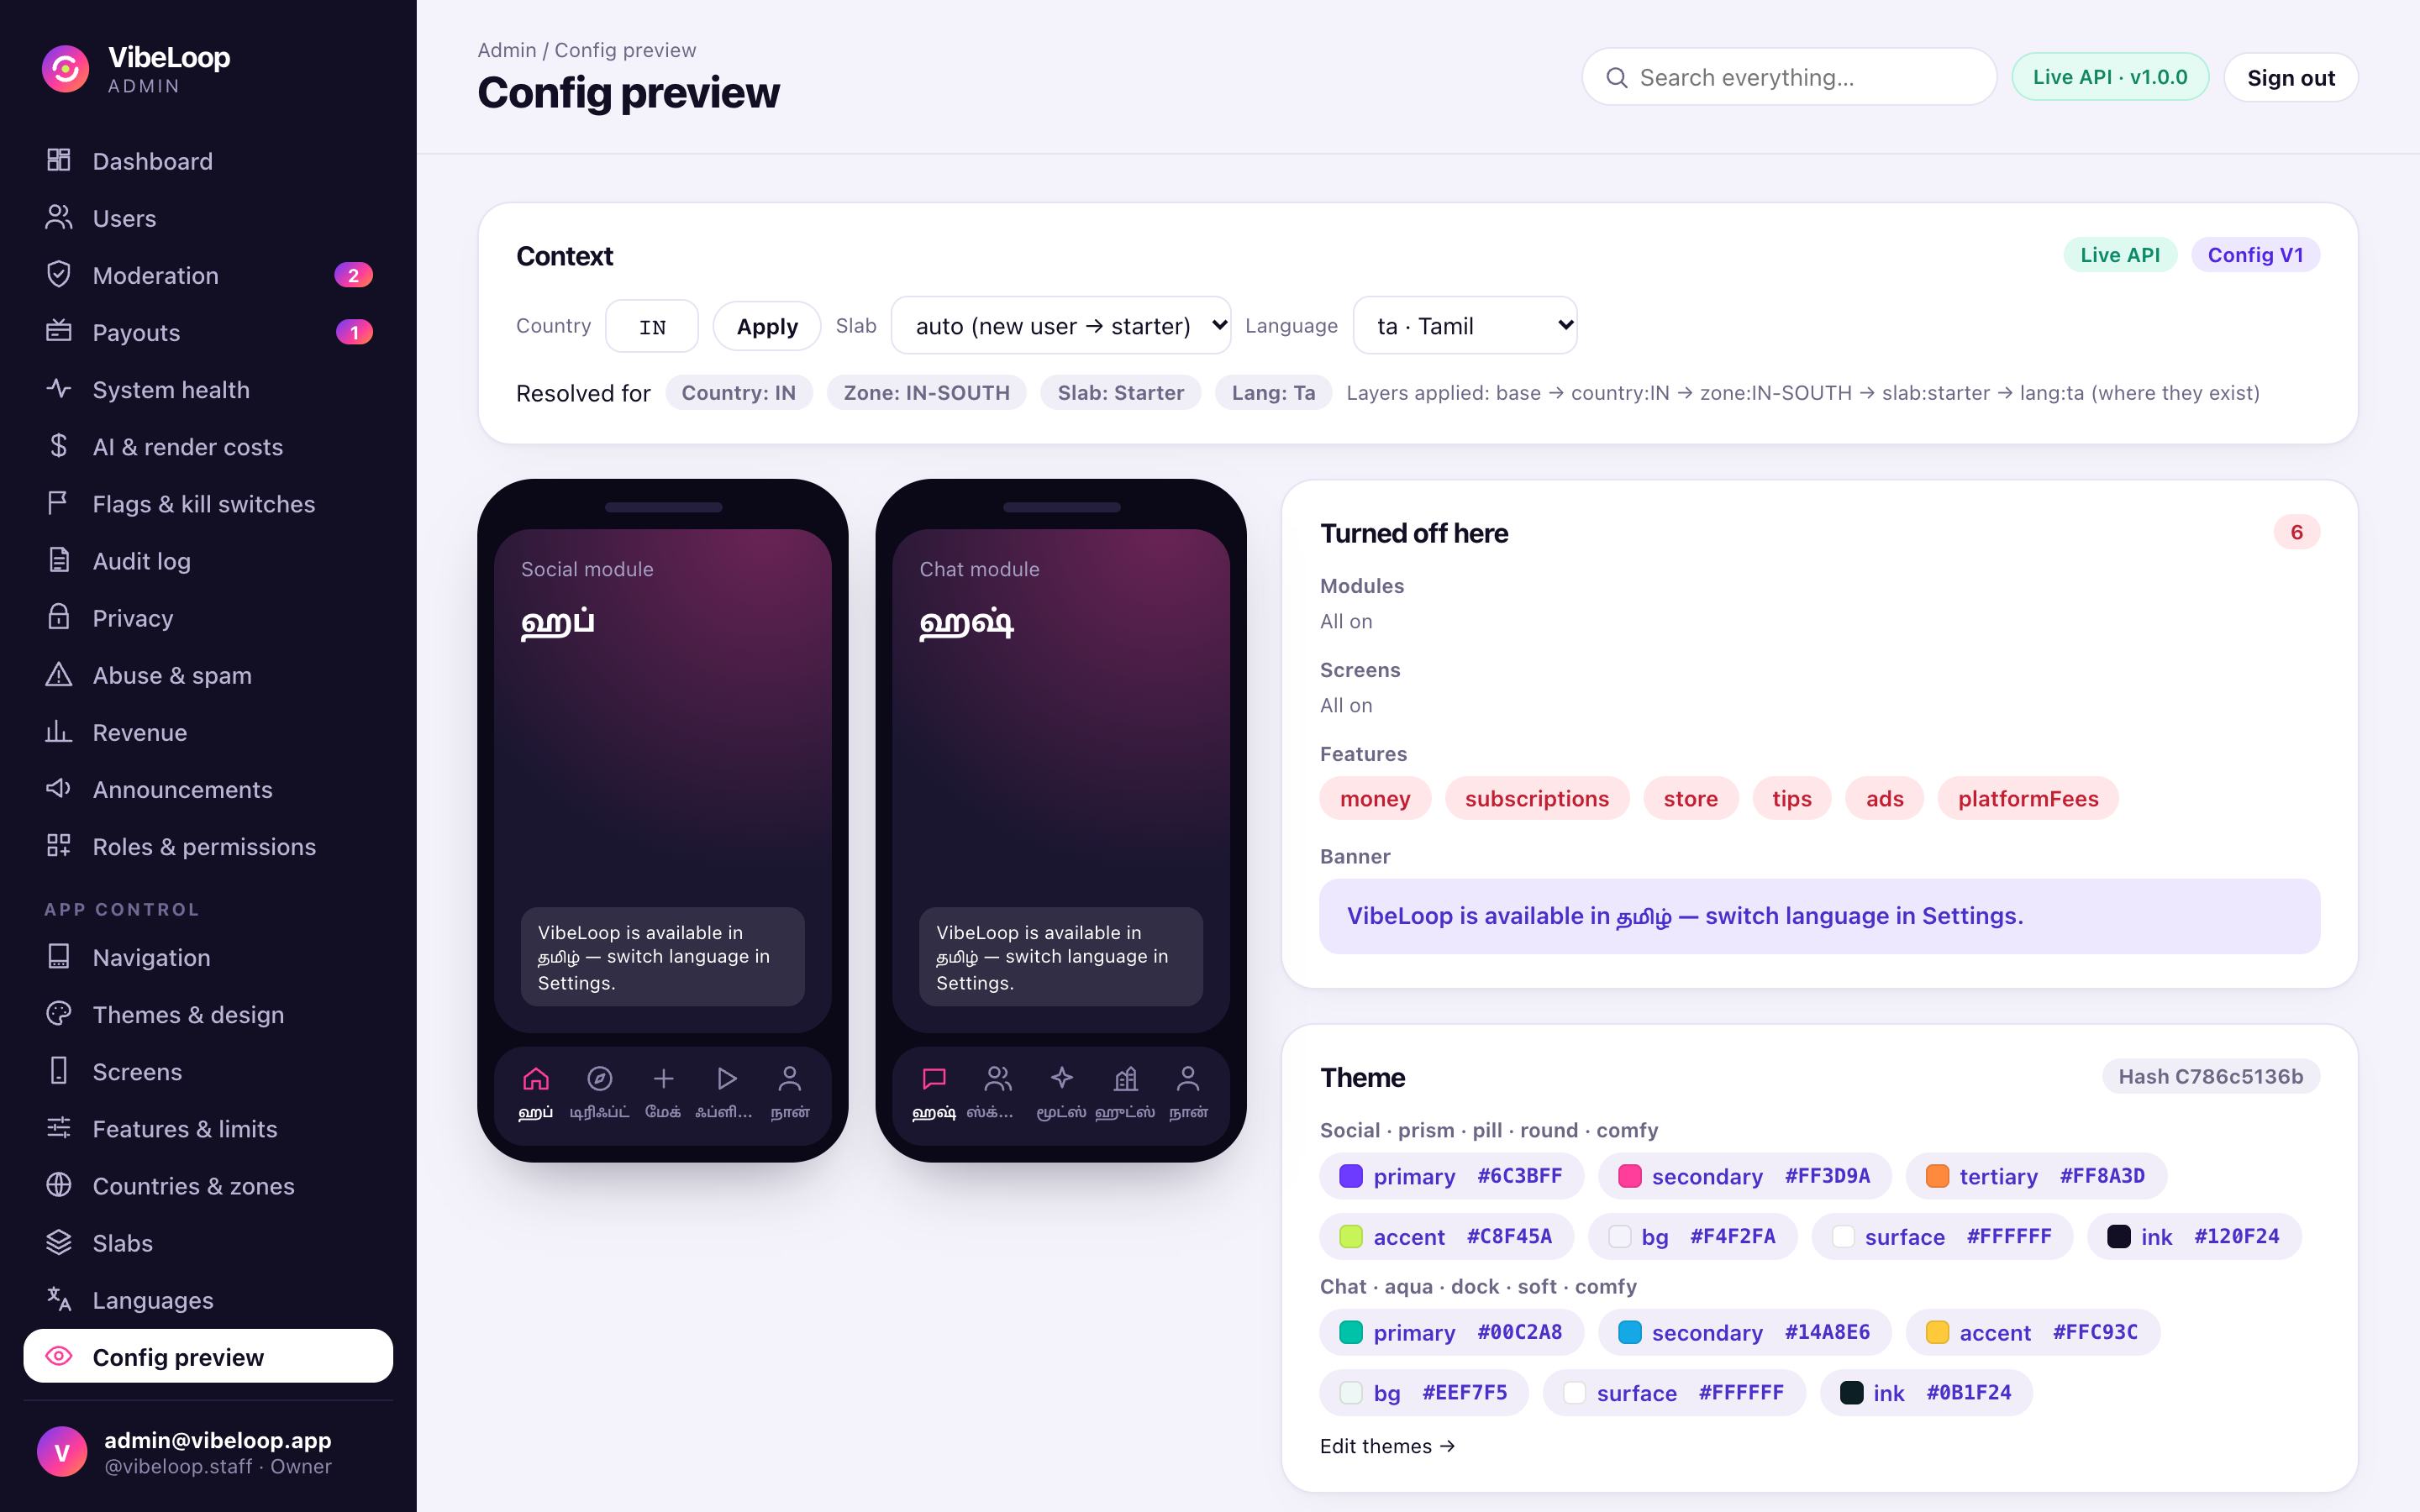 VibeLoop
ADMIN
Dashboard
Users
Moderation 2
Payouts 1
System health
AI & render costs
Flags & kill switches
Audit log
Privacy
Abuse & spam
Revenue
Announcements
Roles & permissions
APP CONTROL
Navigation
Themes & design
Screens
Features & limits
Countries & zones
Slabs
Languages
Config preview
V
admin@vibeloop.app
@vibeloop.staff · Owner
Admin / Config preview
Config preview
Search everything...
Live API · v1.0.0
Sign out
Context
Live API
Config V1
Country IN Apply Slab auto (new user → starter) Language ta · Tamil
Resolved for Country: IN Zone: IN-SOUTH Slab: Starter Lang: Ta Layers applied: base → country:IN → zone:IN-SOUTH → slab:starter → lang:ta (where they exist)
Social module
ஹப்
VibeLoop is available in
தமிழ் — switch language in
Settings.
ஹப் டிரிஃப்ட் மேக் ஃப்ளி... நான்
Chat module
ஹஷ்
VibeLoop is available in
தமிழ் — switch language in
Settings.
ஹஷ் ஸ்க்... மூட்ஸ் ஹுட்ஸ் நான்
Turned off here 6
Modules
All on
Screens
All on
Features
money subscriptions store tips ads platformFees
Banner
VibeLoop is available in தமிழ் — switch language in Settings.
Theme Hash C786c5136b
Social · prism · pill · round · comfy
primary #6C3BFF secondary #FF3D9A tertiary #FF8A3D
accent #C8F45A bg #F4F2FA surface #FFFFFF ink #120F24
Chat · aqua · dock · soft · comfy
primary #00C2A8 secondary #14A8E6 accent #FFC93C
bg #EEF7F5 surface #FFFFFF ink #0B1F24
Edit themes →